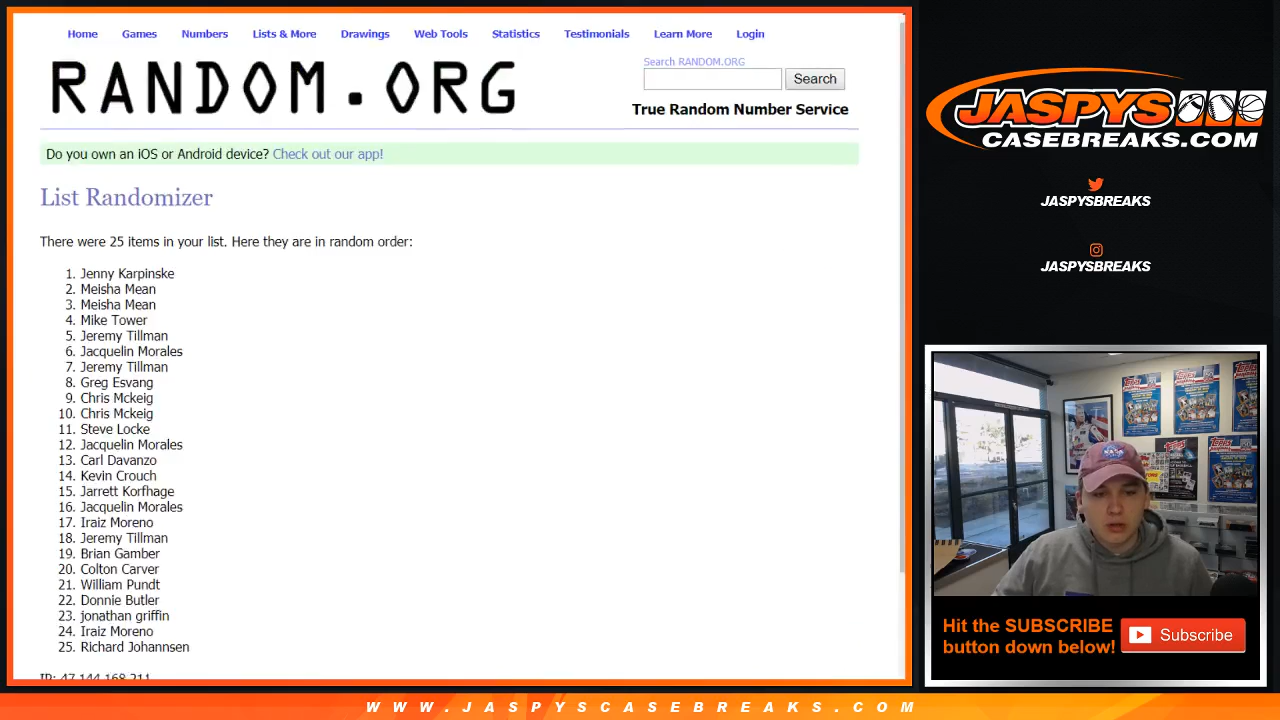 Home Games Numbers Lists & More Drawings Web Tools Statistics Testimonials Learn More Login
RANDOM.ORG
Search RANDOM.ORG
Search
True Random Number Service
Do you own an iOS or Android device? Check out our app!
List Randomizer
There were 25 items in your list. Here they are in random order:
1. Jenny Karpinske
2. Meisha Mean
3. Meisha Mean
4. Mike Tower
5. Jeremy Tillman
6. Jacquelin Morales
7. Jeremy Tillman
8. Greg Esvang
9. Chris Mckeig
10. Chris Mckeig
11. Steve Locke
12. Jacquelin Morales
13. Carl Davanzo
14. Kevin Crouch
15. Jarrett Korfhage
16. Jacquelin Morales
17. Iraiz Moreno
18. Jeremy Tillman
19. Brian Gamber
20. Colton Carver
21. William Pundt
22. Donnie Butler
23. jonathan griffin
24. Iraiz Moreno
25. Richard Johannsen
IP: 47.144.168.211
JASPYS
CASEBREAKS.COM
JASPYSBREAKS
JASPYSBREAKS
Hit the SUBSCRIBE
button down below!
Subscribe
WWW.JASPYSCASEBREAKS.COM